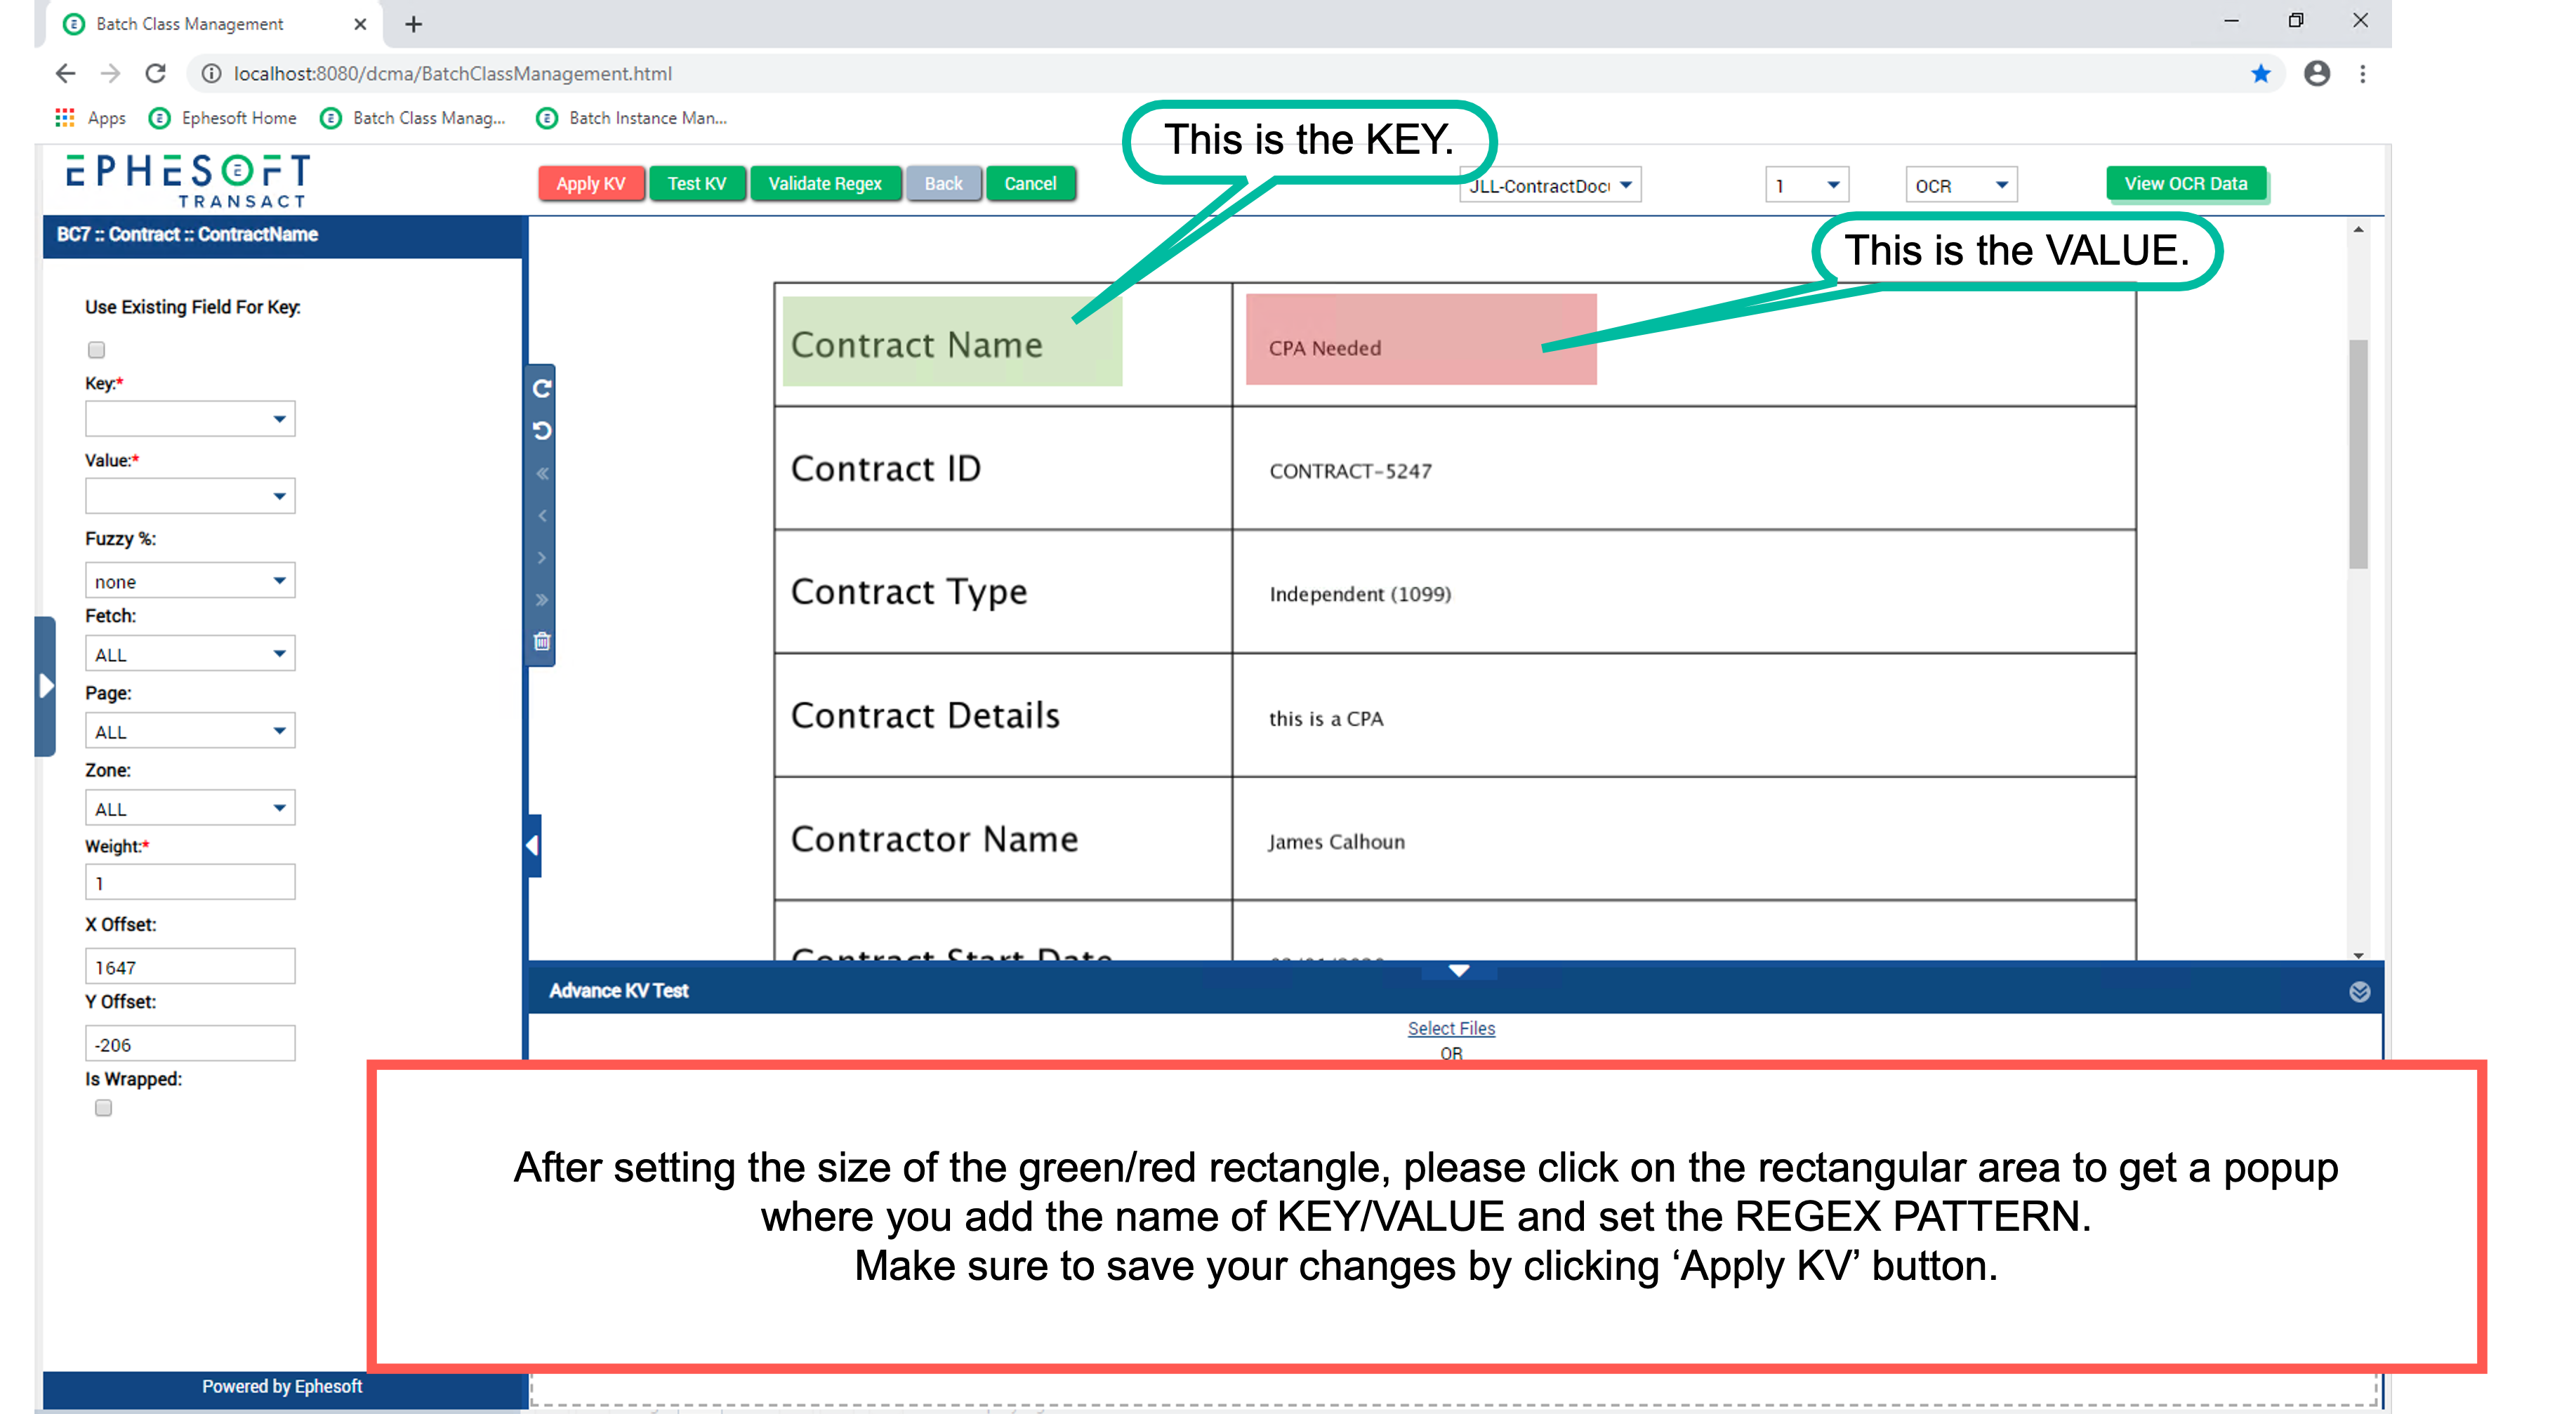 Batch Class Management
localhost:8080/dcma/BatchClassManagement.html
Apps
Ephesoft Home
Batch Class Manag...
Batch Instance Man...
This is the KEY.
EPHESOFT
TRANSACT
Apply KV
Test KV
Validate Regex
Back
Cancel
JLL-ContractDocu
1
OCR
View OCR Data
BC7 :: Contract :: ContractName
This is the VALUE.
Use Existing Field For Key:
Key:*
Value:*
Fuzzy %:
none
Fetch:
ALL
Page:
ALL
Zone:
ALL
Weight:*
1
X Offset:
1647
Y Offset:
-206
Is Wrapped:
Contract Name
CPA Needed
Contract ID
CONTRACT-5247
Contract Type
Independent (1099)
Contract Details
this is a CPA
Contractor Name
James Calhoun
Contract Start Date
Advance KV Test
Select Files
OR
After setting the size of the green/red rectangle, please click on the rectangular area to get a popup
where you add the name of KEY/VALUE and set the REGEX PATTERN.
Make sure to save your changes by clicking ‘Apply KV’ button.
Powered by Ephesoft